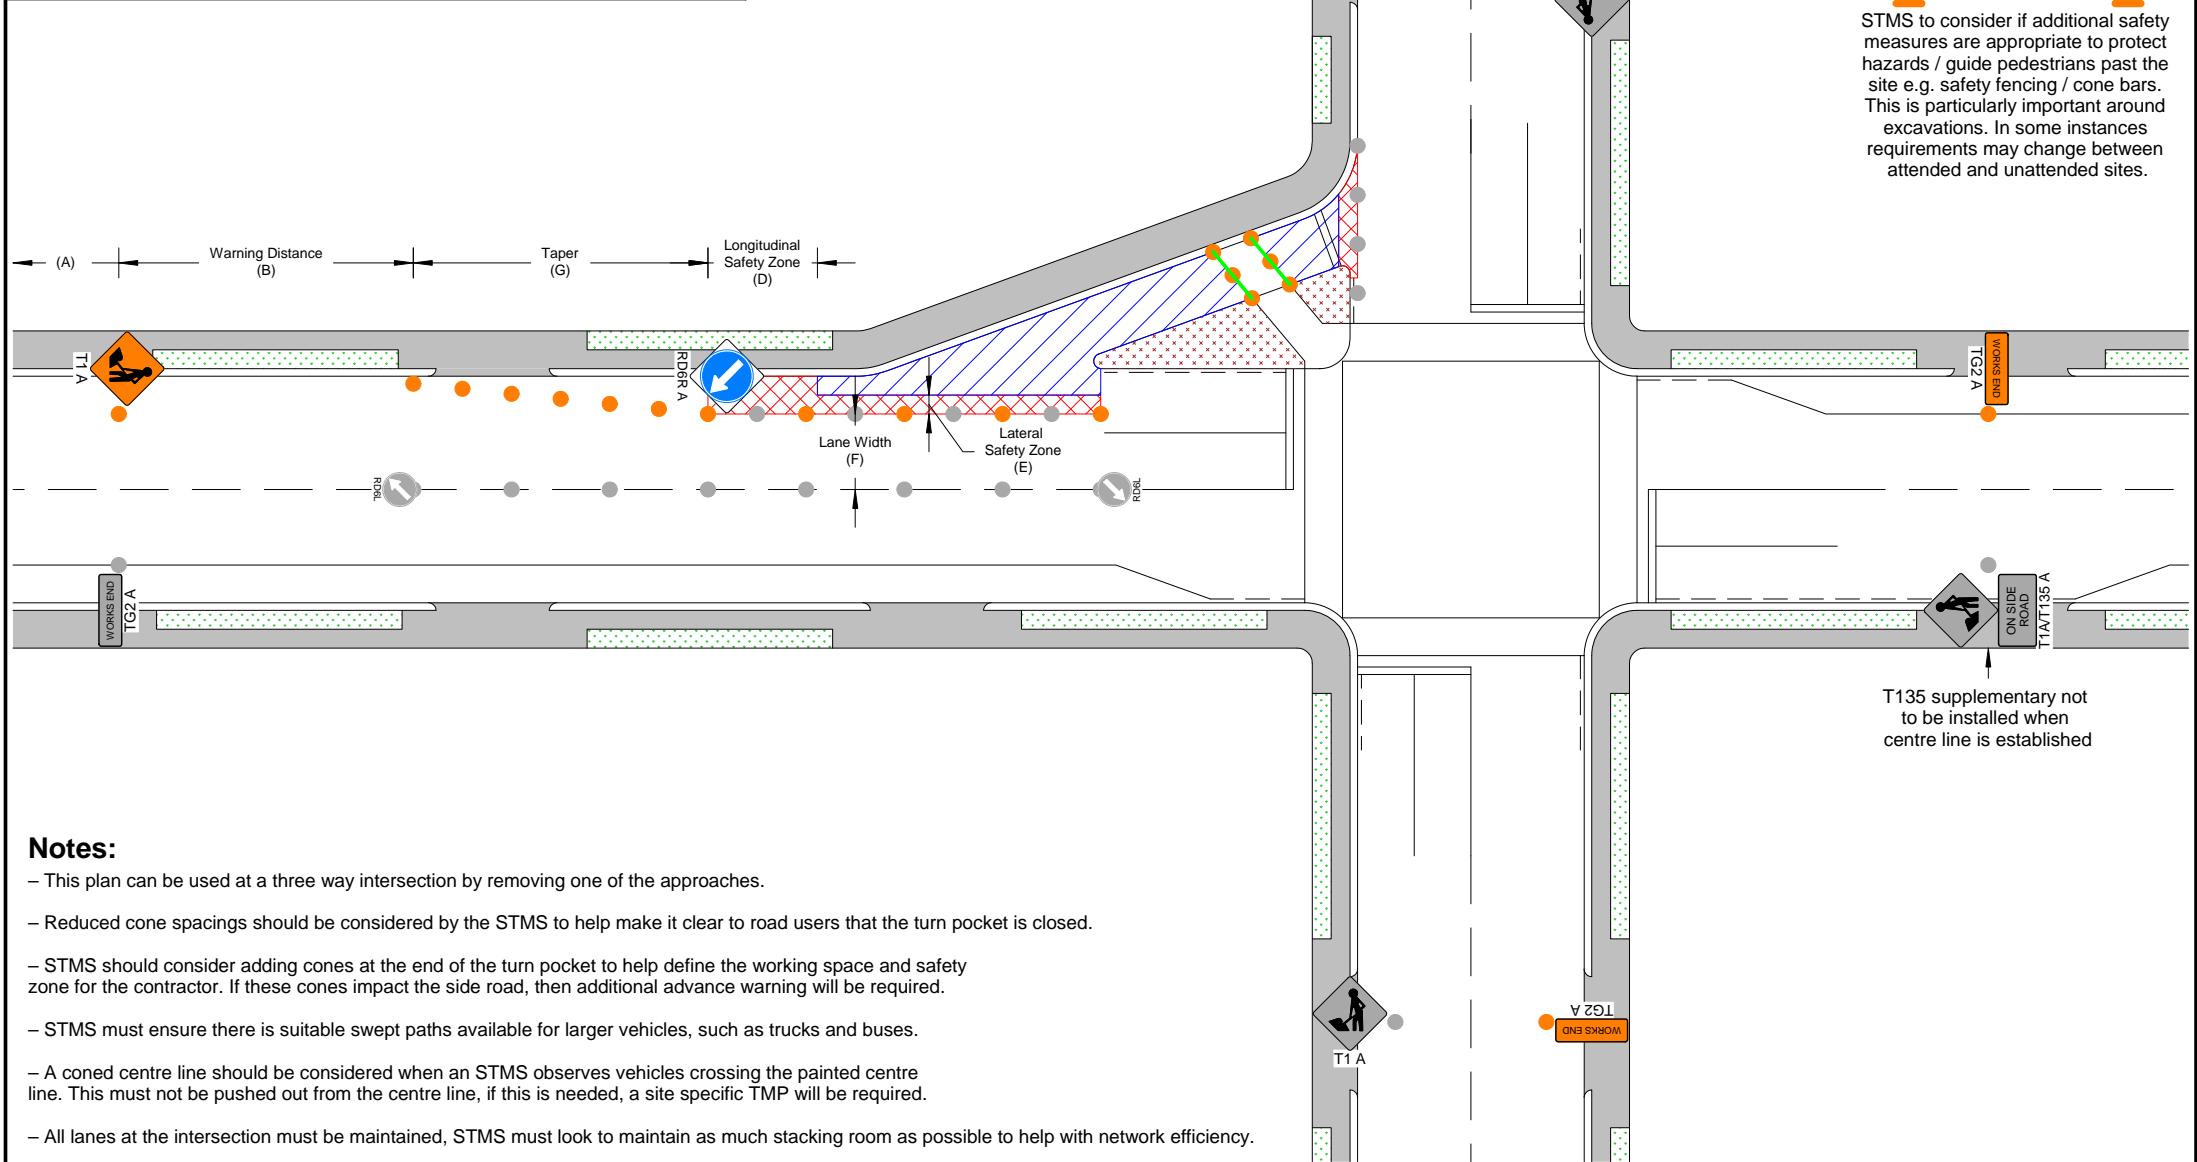 STMS to consider if additional safety
measures are appropriate to protect
hazards / guide pedestrians past the
site e.g. safety fencing / cone bars.
This is particularly important around
excavations. In some instances
requirements may change between
attended and unattended sites.
(A)
Warning Distance
(B)
Taper
(G)
Longitudinal
Safety Zone
(D)
T1 A
RD6R A
WORKS END
TG2 A
Lane Width
(F)
Lateral
Safety Zone
(E)
RD6L
RD6L
WORKS END
TG2 A
ON SIDE
ROAD
T1A/T135 A
T135 supplementary not
to be installed when
centre line is established
TG2 A
WORKS END
T1 A
Notes:
– This plan can be used at a three way intersection by removing one of the approaches.
– Reduced cone spacings should be considered by the STMS to help make it clear to road users that the turn pocket is closed.
– STMS should consider adding cones at the end of the turn pocket to help define the working space and safety
zone for the contractor. If these cones impact the side road, then additional advance warning will be required.
– STMS must ensure there is suitable swept paths available for larger vehicles, such as trucks and buses.
– A coned centre line should be considered when an STMS observes vehicles crossing the painted centre
line. This must not be pushed out from the centre line, if this is needed, a site specific TMP will be required.
– All lanes at the intersection must be maintained, STMS must look to maintain as much stacking room as possible to help with network efficiency.